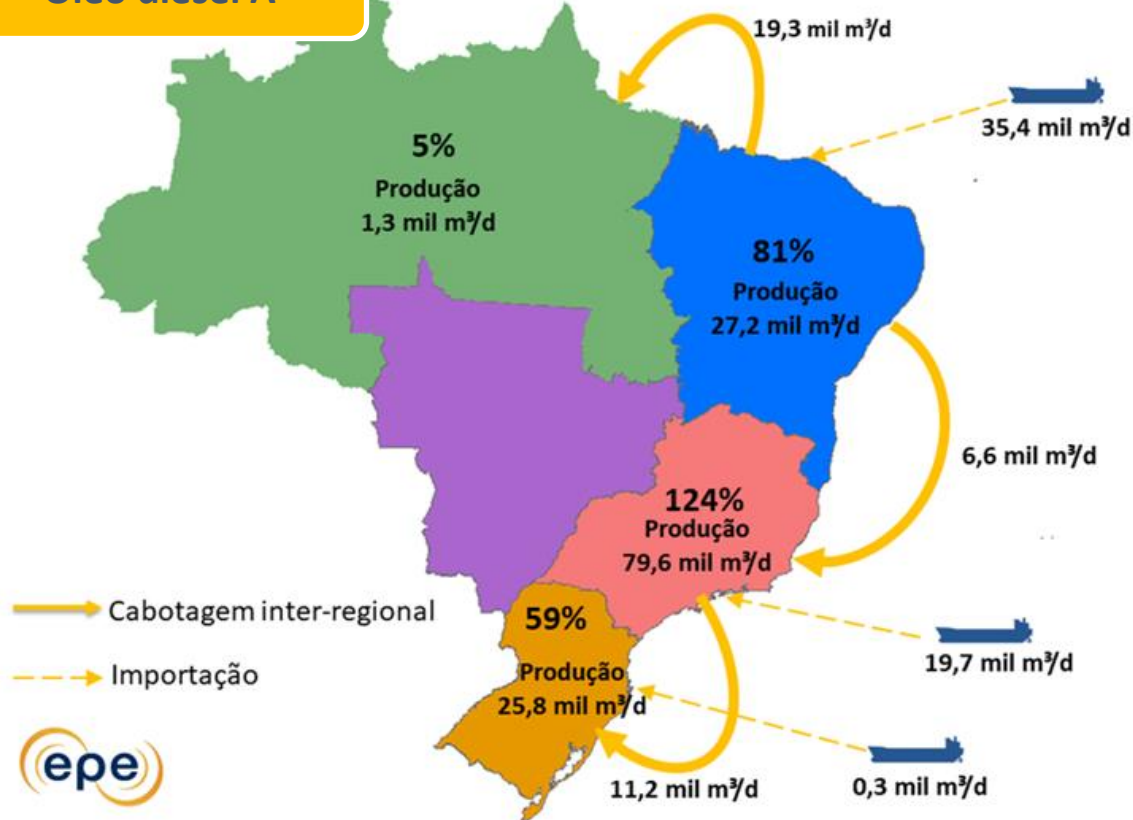 Óleo diesel A
19,3 mil m³/d
35,4 mil m³/d
5%
Produção
1,3 mil m³/d
81%
Produção
27,2 mil m³/d
6,6 mil m³/d
124%
Produção
79,6 mil m³/d
Cabotagem inter-regional
59%
19,7 mil m³/d
Importação
Produção
25,8 mil m³/d
epe
11,2 mil m³/d
0,3 mil m³/d